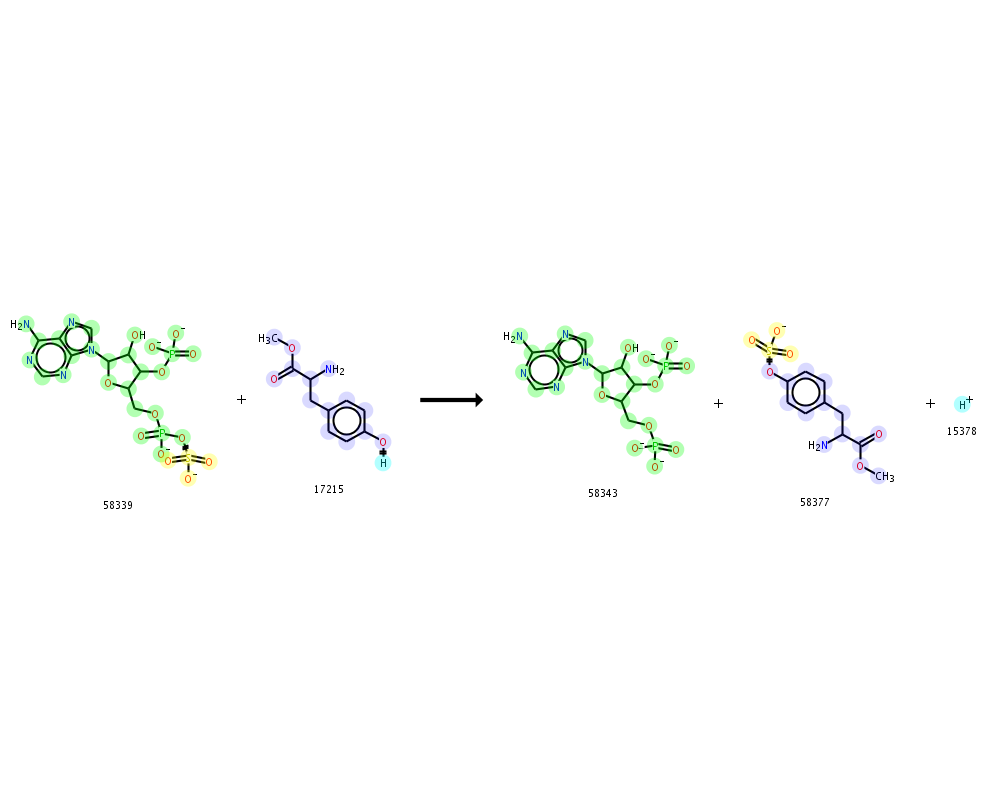 H₂N N N N N OH O O⁻ P O⁻ O O O O P O O⁻ O S O O⁻
58339
+
H₃C O O NH₂ O H
17215
H₂N N N N N OH O O⁻ P O⁻ O O O O⁻ P O O⁻
58343
+
O⁻ O S O O H₂N O O CH₃
58377
+
H⁺
15378